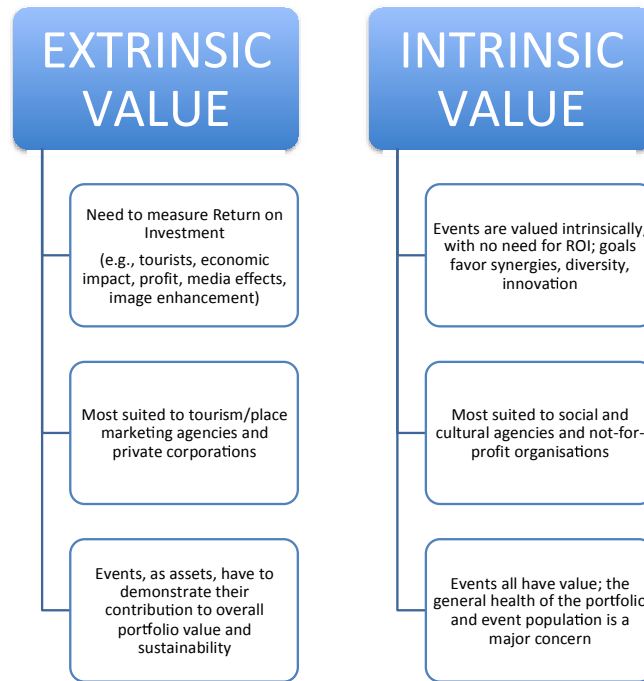 EXTRINSIC
VALUE
Need to measure Return on
Investment
(e.g., tourists, economic
impact, profit, media effects,
image enhancement)
Most suited to tourism/place
marketing agencies and
private corporations
Events, as assets, have to
demonstrate their
contribution to overall
portfolio value and
sustainability
INTRINSIC
VALUE
Events are valued intrinsically,
with no need for ROI; goals
favor synergies, diversity,
innovation
Most suited to social and
cultural agencies and not-for-
profit organisations
Events all have value; the
general health of the portfolio
and event population is a
major concern